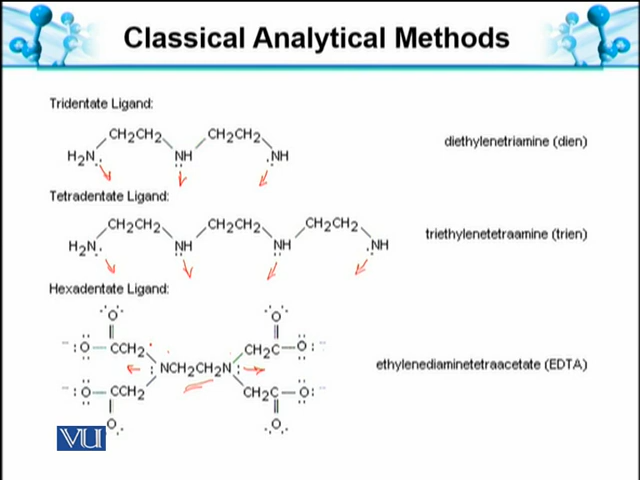 Classical Analytical Methods
Tridentate Ligand:
CH2CH2 CH2CH2
H2N: NH NH
diethylenetriamine (dien)
Tetradentate Ligand:
CH2CH2 CH2CH2 CH2CH2
H2N: NH NH NH
triethylenetetraamine (trien)
Hexadentate Ligand:
O O
:O—CCH2 CH2C—O:
:NCH2CH2N:
ethylenediaminetetraacetate (EDTA)
:O—CCH2 CH2C—O:
O O
VU